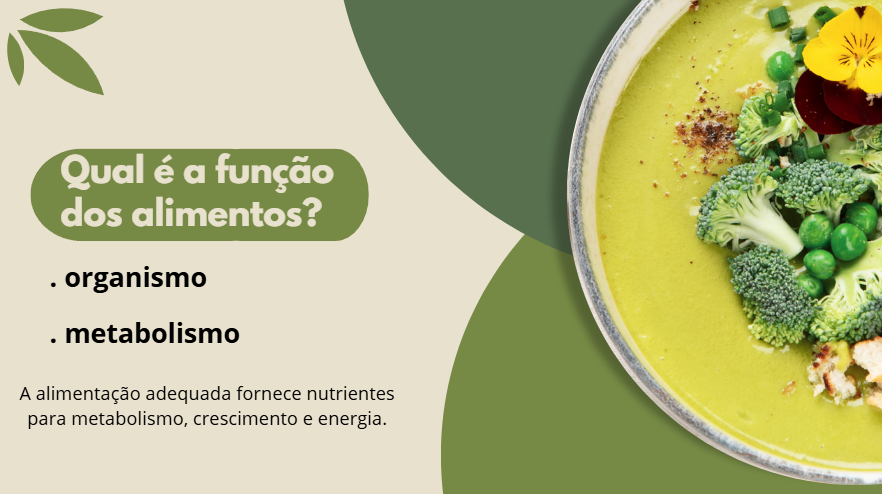 Qual é a função
dos alimentos?
. organismo
. metabolismo
A alimentação adequada fornece nutrientes
para metabolismo, crescimento e energia.